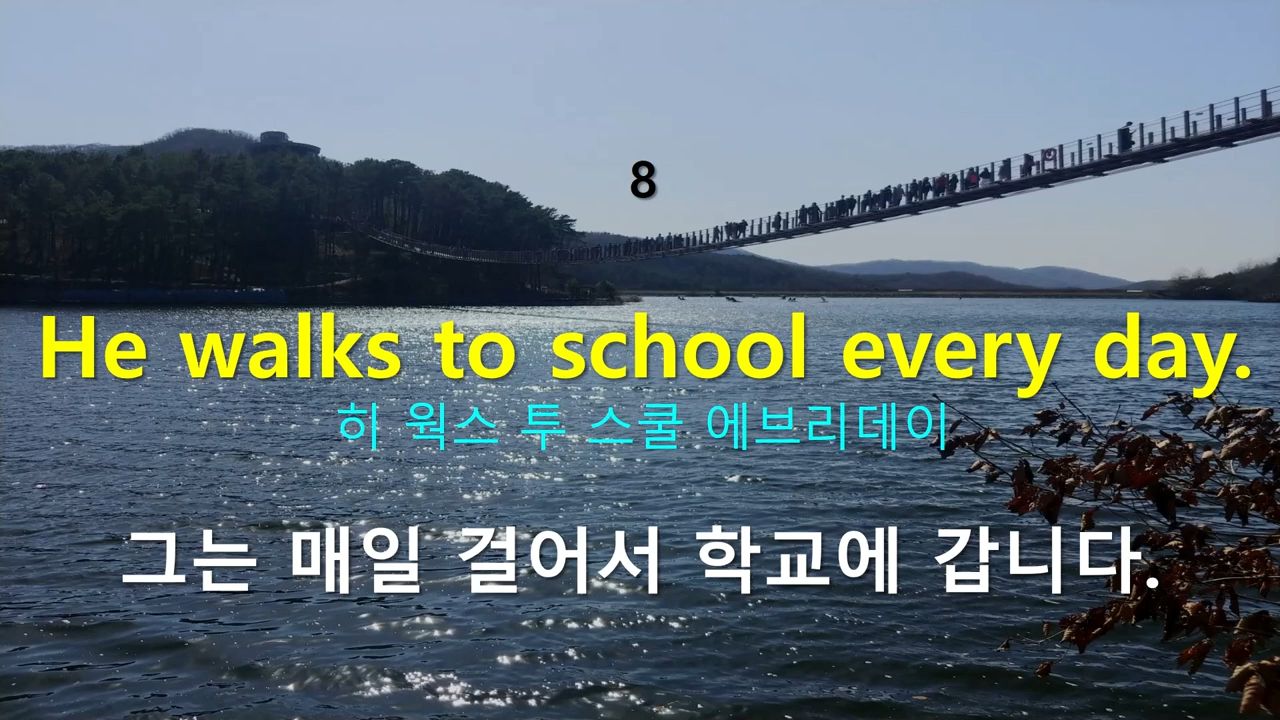 8
He walks to school every day.
하 웍스 투 스쿨 에브리데이
그는 매일 걸어서 학교에 갑니다.